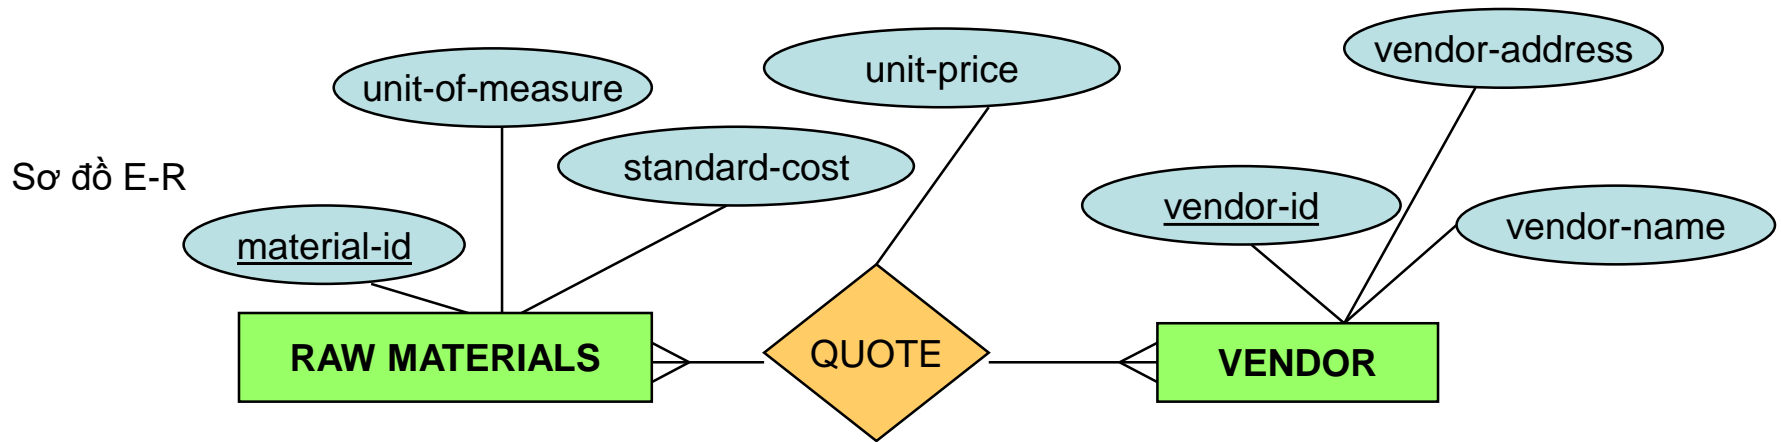 vendor-address
unit-price
unit-of-measure
standard-cost
Sơ đồ E-R
vendor-id
vendor-name
material-id
RAW MATERIALS
QUOTE
VENDOR